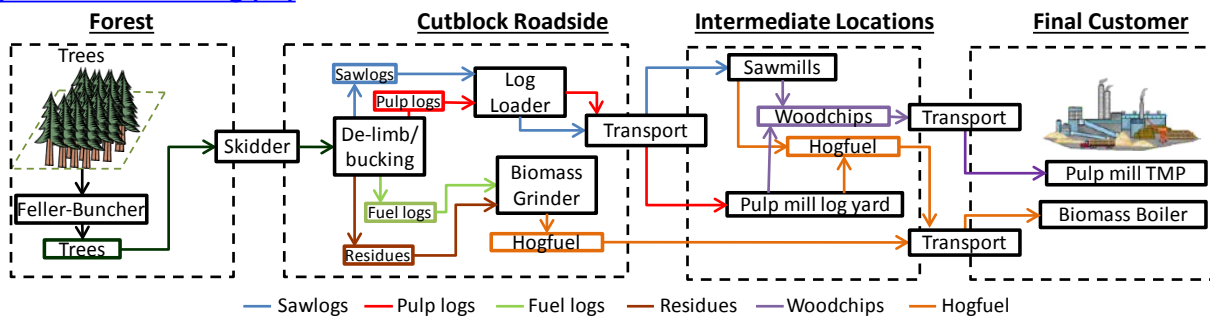 Forest
Cutblock Roadside
Intermediate Locations
Final Customer
Trees
Feller-Buncher
Trees
Skidder
Sawlogs
Pulp logs
De-limb/
bucking
Fuel logs
Residues
Log
Loader
Biomass
Grinder
Hogfuel
Transport
Sawmills
Woodchips
Hogfuel
Pulp mill log yard
Transport
Transport
Pulp mill TMP
Biomass Boiler
Sawlogs
Pulp logs
Fuel logs
Residues
Woodchips
Hogfuel